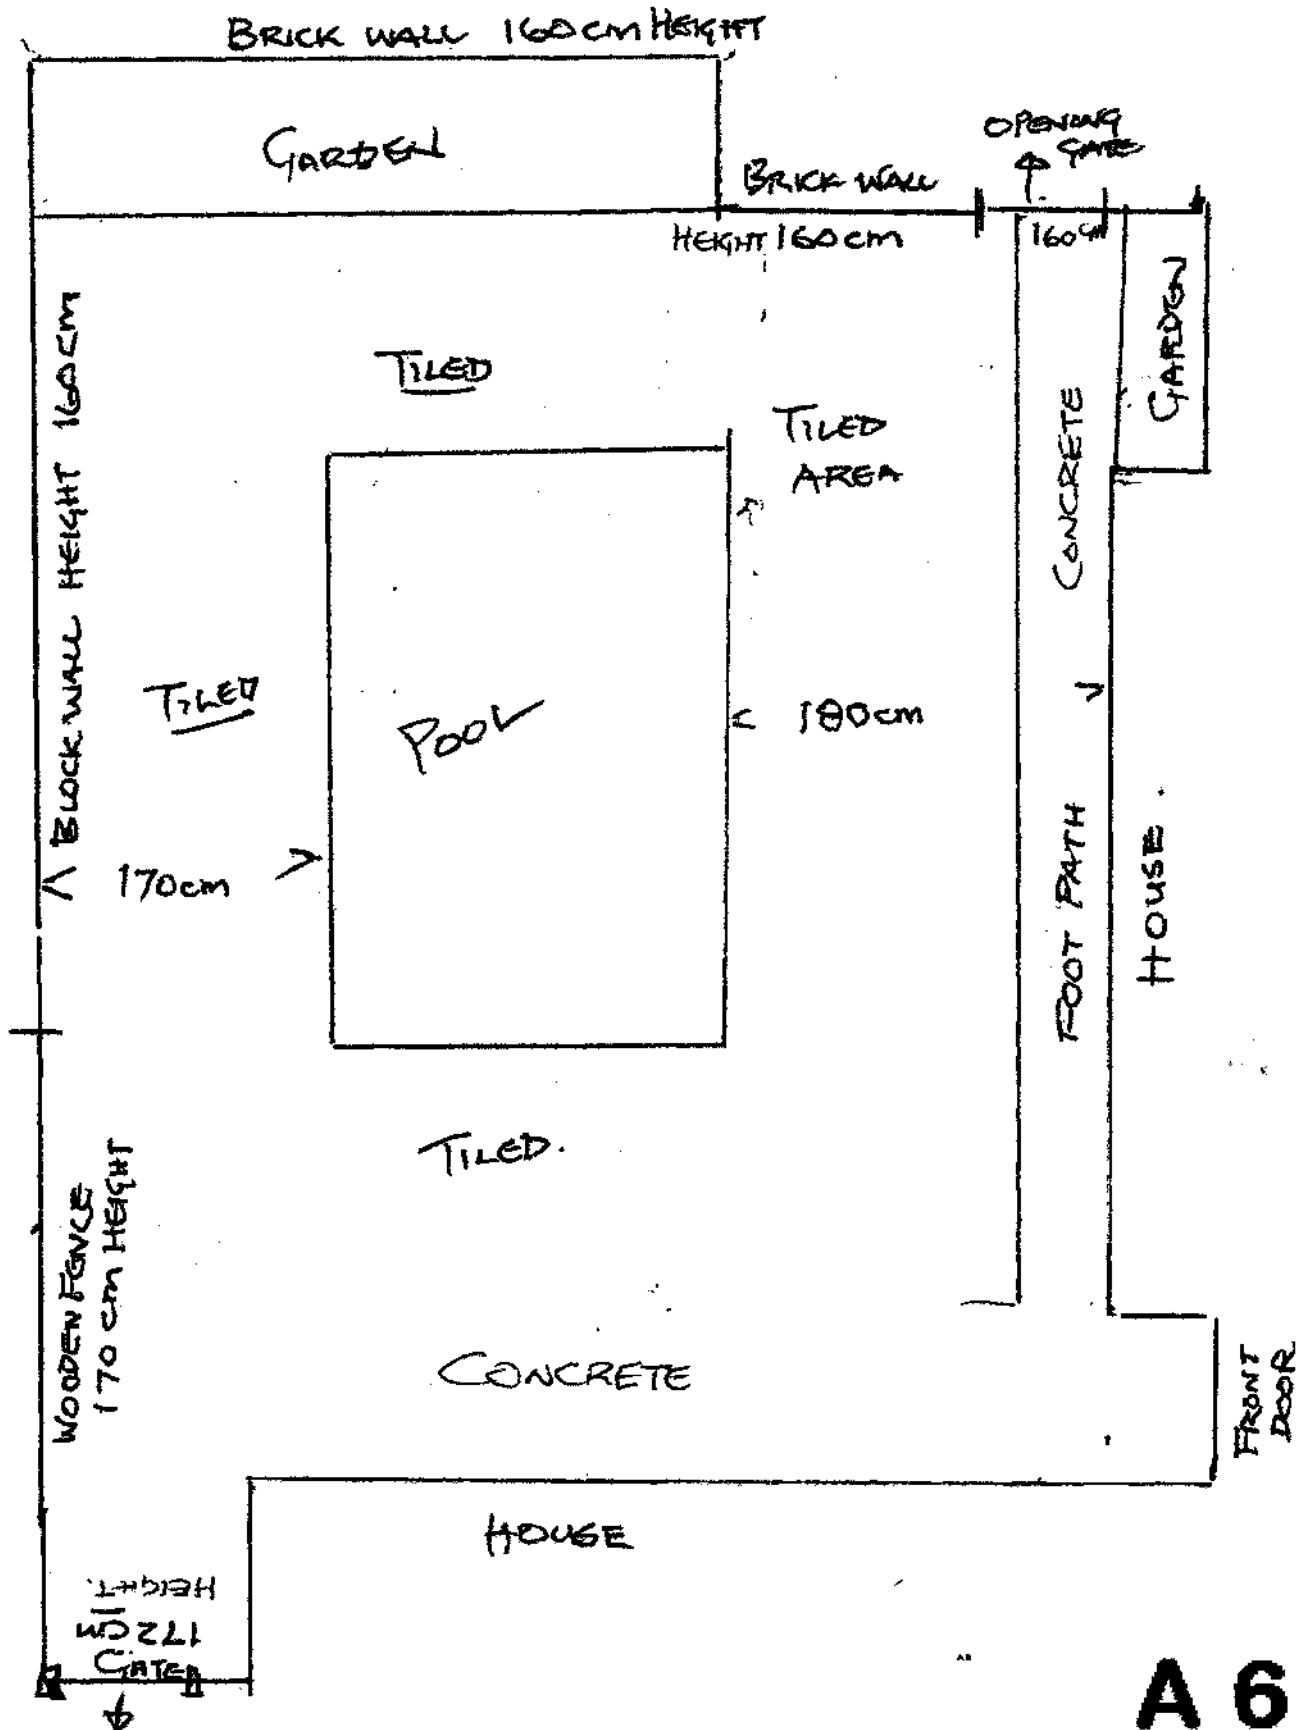 BRICK WALL 160cm HEIGHT
GARDEN
OPENING
GATE
BRICK WALL
HEIGHT 160cm
160cm
GARDEN
BLOCK WALL HEIGHT 160cm
TILED
TILED
AREA
CONCRETE
TILED
POOL
180cm
170cm
FOOT PATH
HOUSE.
TILED.
WOODEN FENCE
170cm HEIGHT
CONCRETE
FRONT
DOOR
HOUSE
GATE
172cm
HEIGHT.
A 6